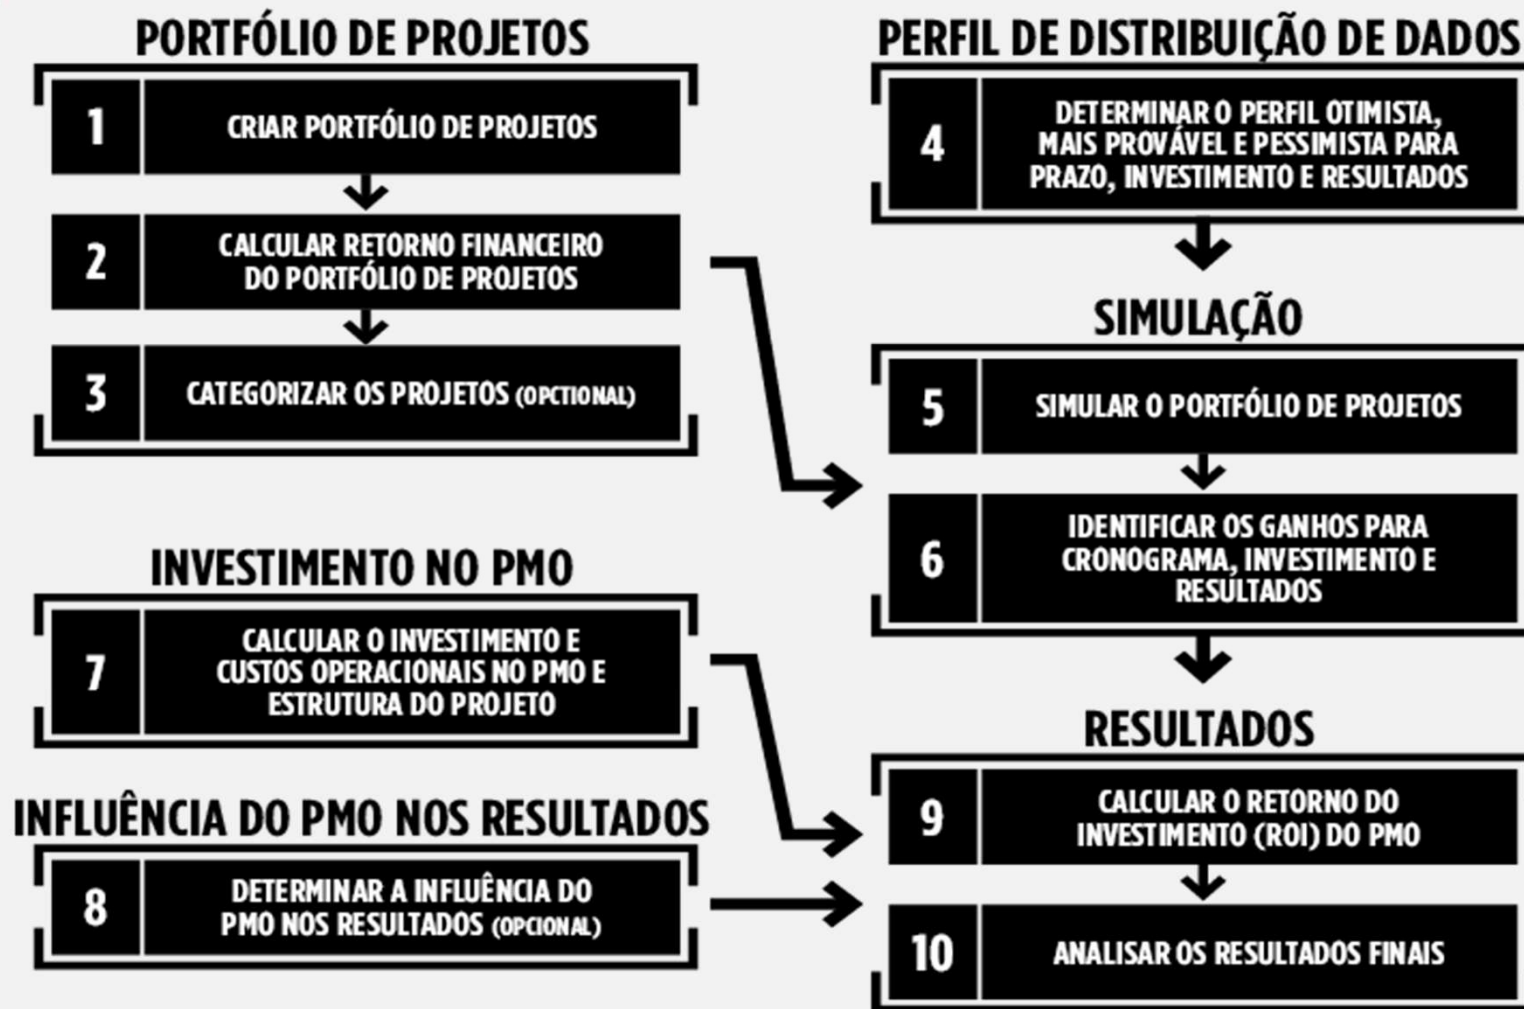 PORTFÓLIO DE PROJETOS
1
CRIAR PORTFÓLIO DE PROJETOS
2
CALCULAR RETORNO FINANCEIRO
DO PORTFÓLIO DE PROJETOS
3
CATEGORIZAR OS PROJETOS (OPCTIONAL)
INVESTIMENTO NO PMO
7
CALCULAR O INVESTIMENTO E
CUSTOS OPERACIONAIS NO PMO E
ESTRUTURA DO PROJETO
INFLUÊNCIA DO PMO NOS RESULTADOS
8
DETERMINAR A INFLUÊNCIA DO
PMO NOS RESULTADOS (OPCIONAL)
PERFIL DE DISTRIBUIÇÃO DE DADOS
4
DETERMINAR O PERFIL OTIMISTA,
MAIS PROVÁVEL E PESSIMISTA PARA
PRAZO, INVESTIMENTO E RESULTADOS
SIMULAÇÃO
5
SIMULAR O PORTFÓLIO DE PROJETOS
6
IDENTIFICAR OS GANHOS PARA
CRONOGRAMA, INVESTIMENTO E
RESULTADOS
RESULTADOS
9
CALCULAR O RETORNO DO
INVESTIMENTO (ROI) DO PMO
10
ANALISAR OS RESULTADOS FINAIS